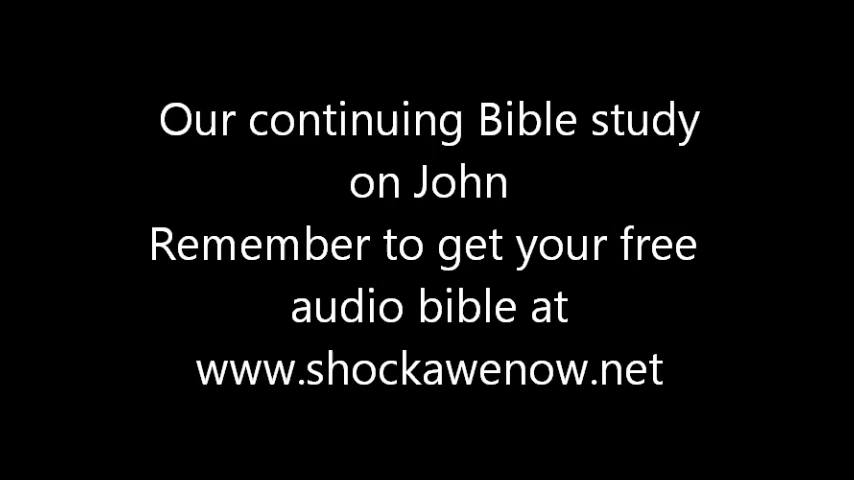 Our continuing Bible study
on John
Remember to get your free
audio bible at
www.shockawenow.net